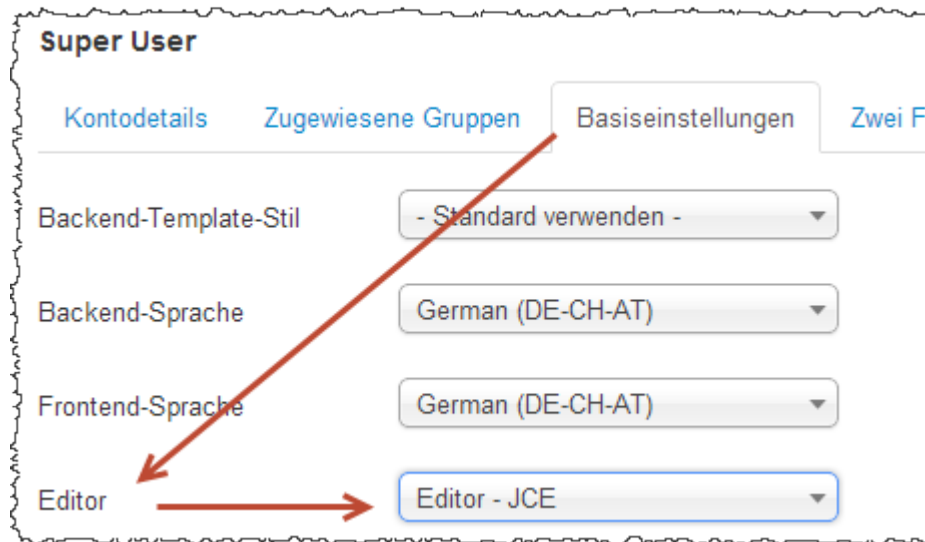 Super User
Kontodetails Zugewiesene Gruppen Basiseinstellungen Zwei F
Backend-Template-Stil - Standard verwenden -
Backend-Sprache German (DE-CH-AT)
Frontend-Sprache German (DE-CH-AT)
Editor Editor - JCE